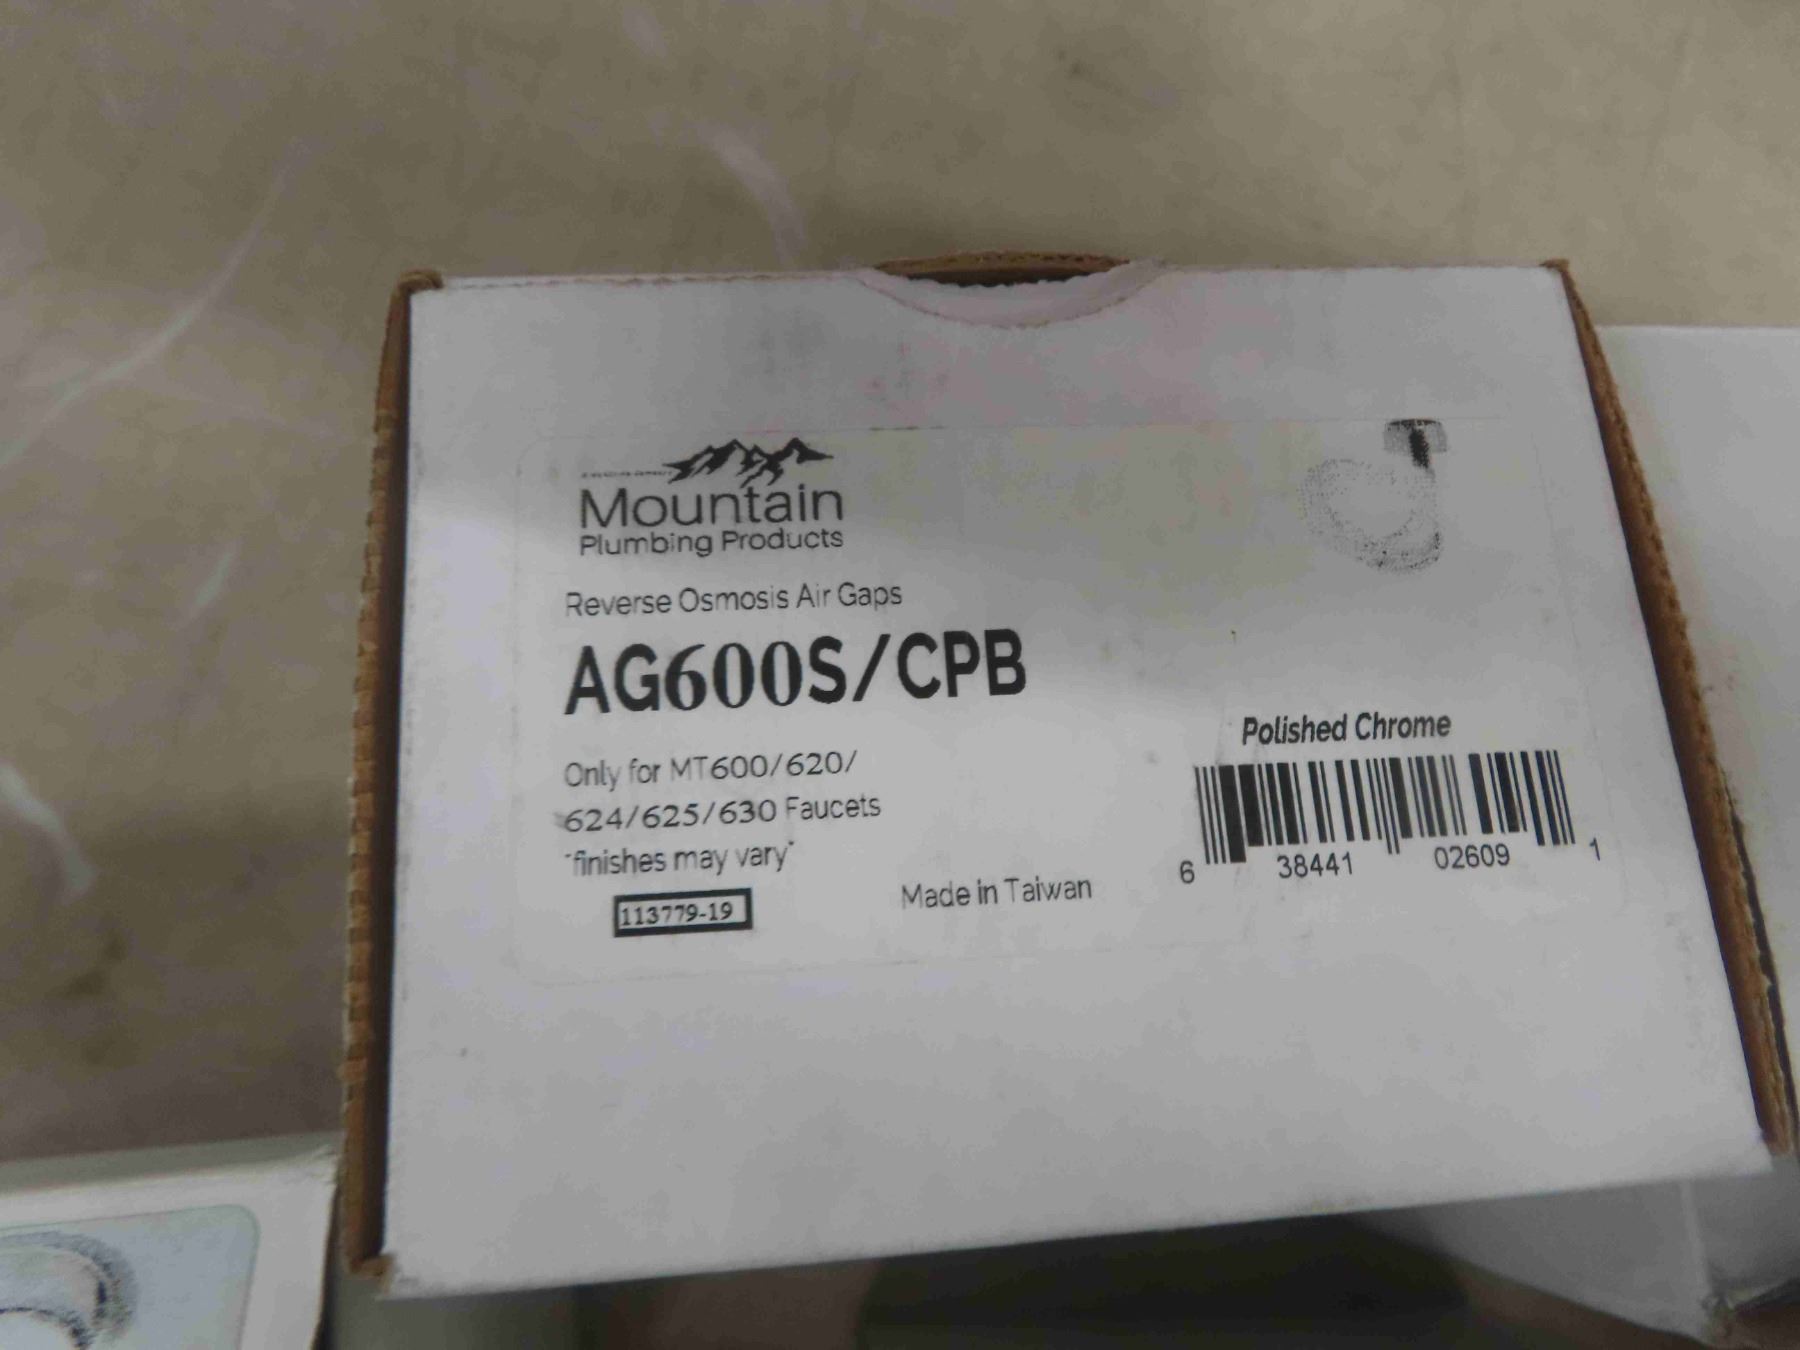 Mountain
Plumbing Products
Reverse Osmosis Air Gaps
AG600S/CPB
Only for MT600/620/
624/625/630 Faucets
*finishes may vary*
113779-19
Made in Taiwan
Polished Chrome
6 38441 02609 1